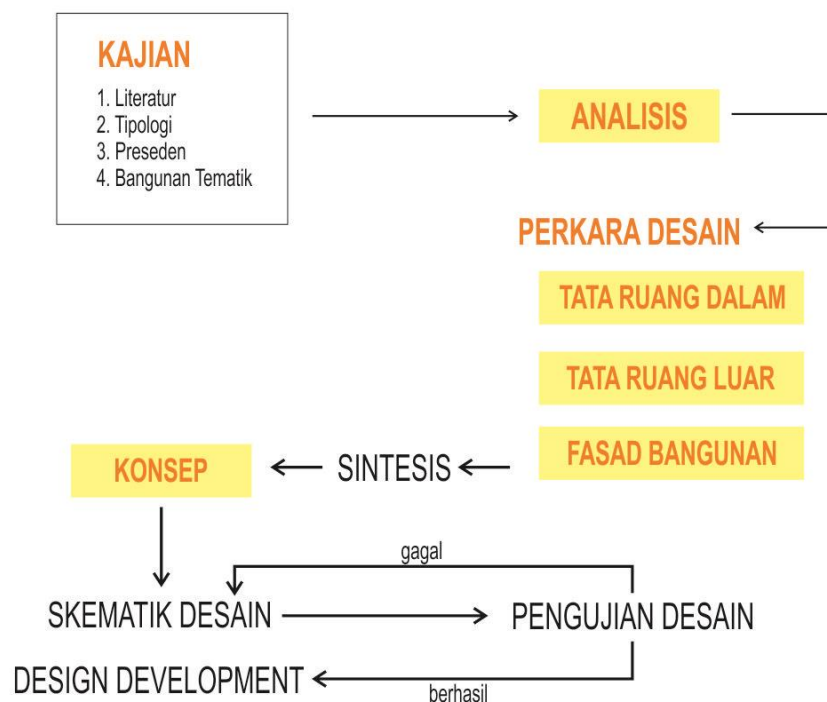 KAJIAN
1. Literatur
2. Tipologi
3. Preseden
4. Bangunan Tematik
ANALISIS
PERKARA DESAIN
TATA RUANG DALAM
TATA RUANG LUAR
FASAD BANGUNAN
SINTESIS
KONSEP
gagal
SKEMATIK DESAIN
PENGUJIAN DESAIN
DESIGN DEVELOPMENT
berhasil